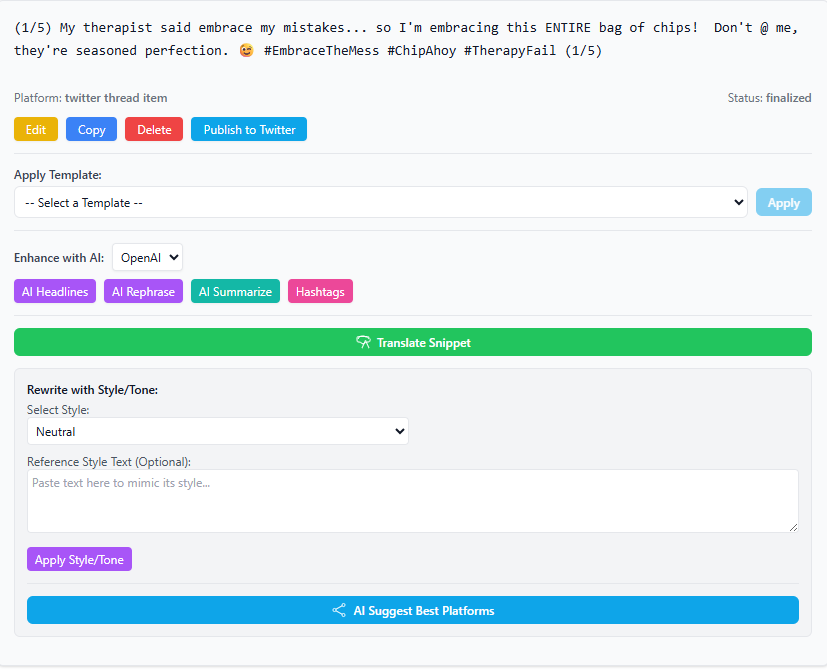 (1/5) My therapist said embrace my mistakes... so I'm embracing this ENTIRE bag of chips!  Don't @ me,
they're seasoned perfection. 😉 #EmbraceTheMess #ChipAhoy #TherapyFail (1/5)
Platform: twitter thread item
Status: finalized
Edit
Copy
Delete
Publish to Twitter
Apply Template:
-- Select a Template --
Apply
Enhance with AI:
OpenAI
AI Headlines
AI Rephrase
AI Summarize
Hashtags
Translate Snippet
Rewrite with Style/Tone:
Select Style:
Neutral
Reference Style Text (Optional):
Paste text here to mimic its style...
Apply Style/Tone
AI Suggest Best Platforms